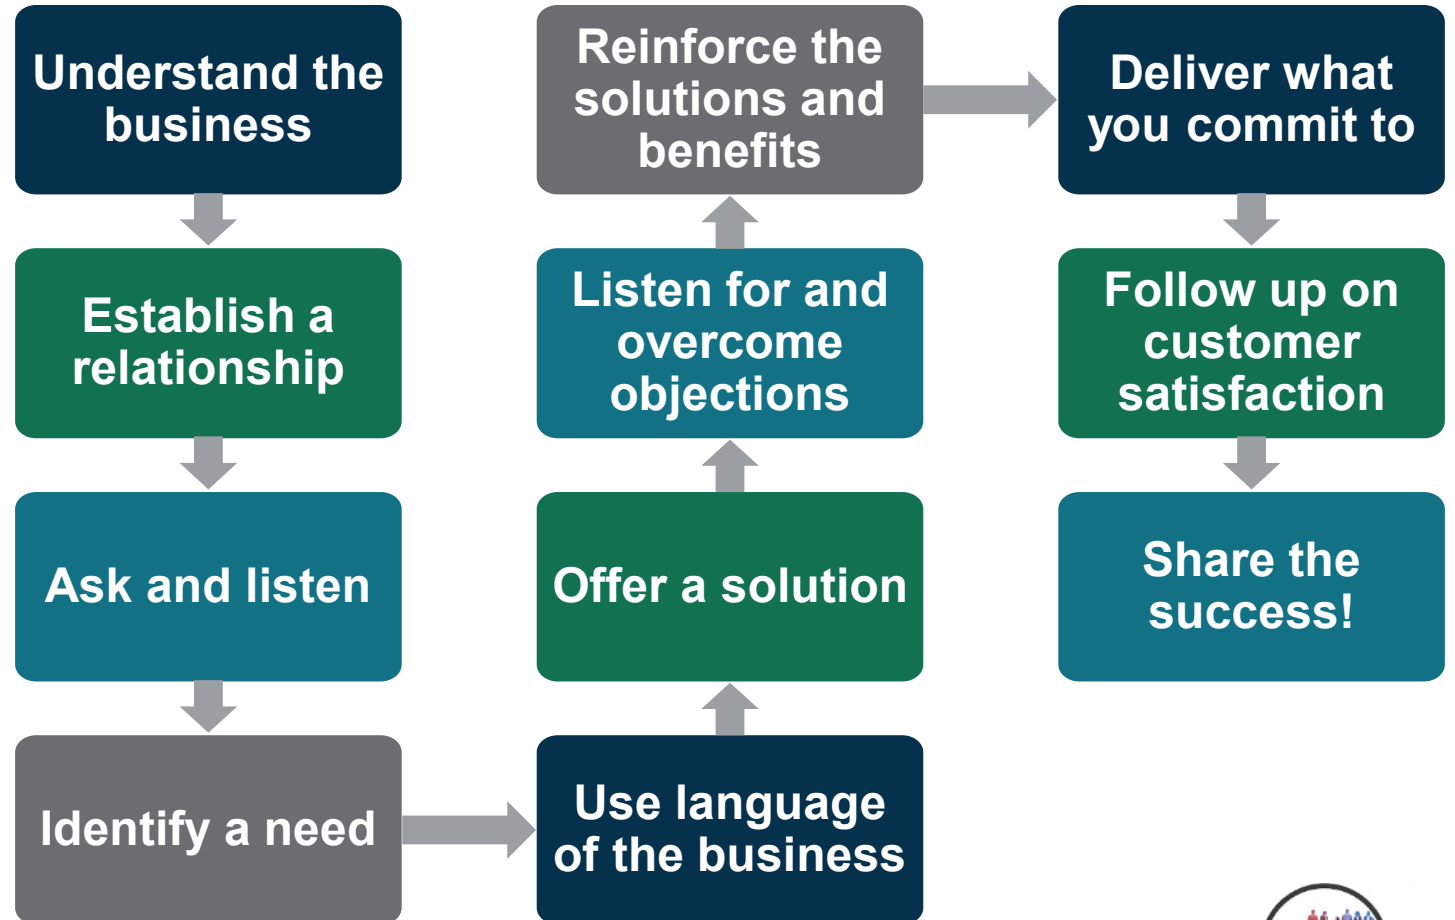 Understand the
business
Establish a
relationship
Ask and listen
Identify a need
Use language
of the business
Offer a solution
Listen for and
overcome
objections
Reinforce the
solutions and
benefits
Deliver what
you commit to
Follow up on
customer
satisfaction
Share the
success!